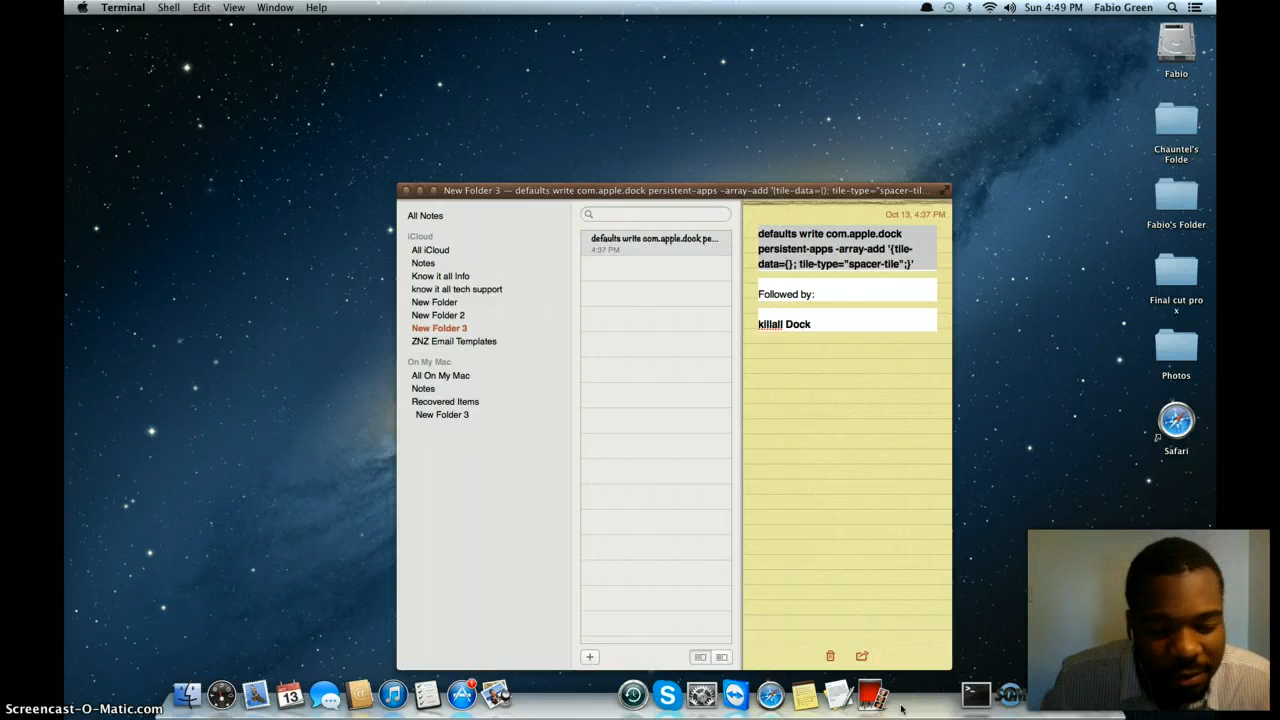 Terminal Shell Edit View Window Help
Sun 4:49 PM Fabio Green
Fabio
Chauntel's
Folde
Fabio's Folder
Final cut pro
x
Photos
Safari
New Folder 3 — defaults write com.apple.dock persistent-apps -array-add '{tile-data={}; tile-type="spacer-til...
All Notes
iCloud
All iCloud
Notes
Know it all Info
know it all tech support
New Folder
New Folder 2
New Folder 3
ZNZ Email Templates
On My Mac
All On My Mac
Notes
Recovered Items
New Folder 3
defaults write com.apple.dock pe...
4:37 PM
Oct 13, 4:37 PM
defaults write com.apple.dock
persistent-apps -array-add '{tile-
data={}; tile-type="spacer-tile";}'
Followed by:
killall Dock
13
1
SOM
Screencast-O-Matic.com